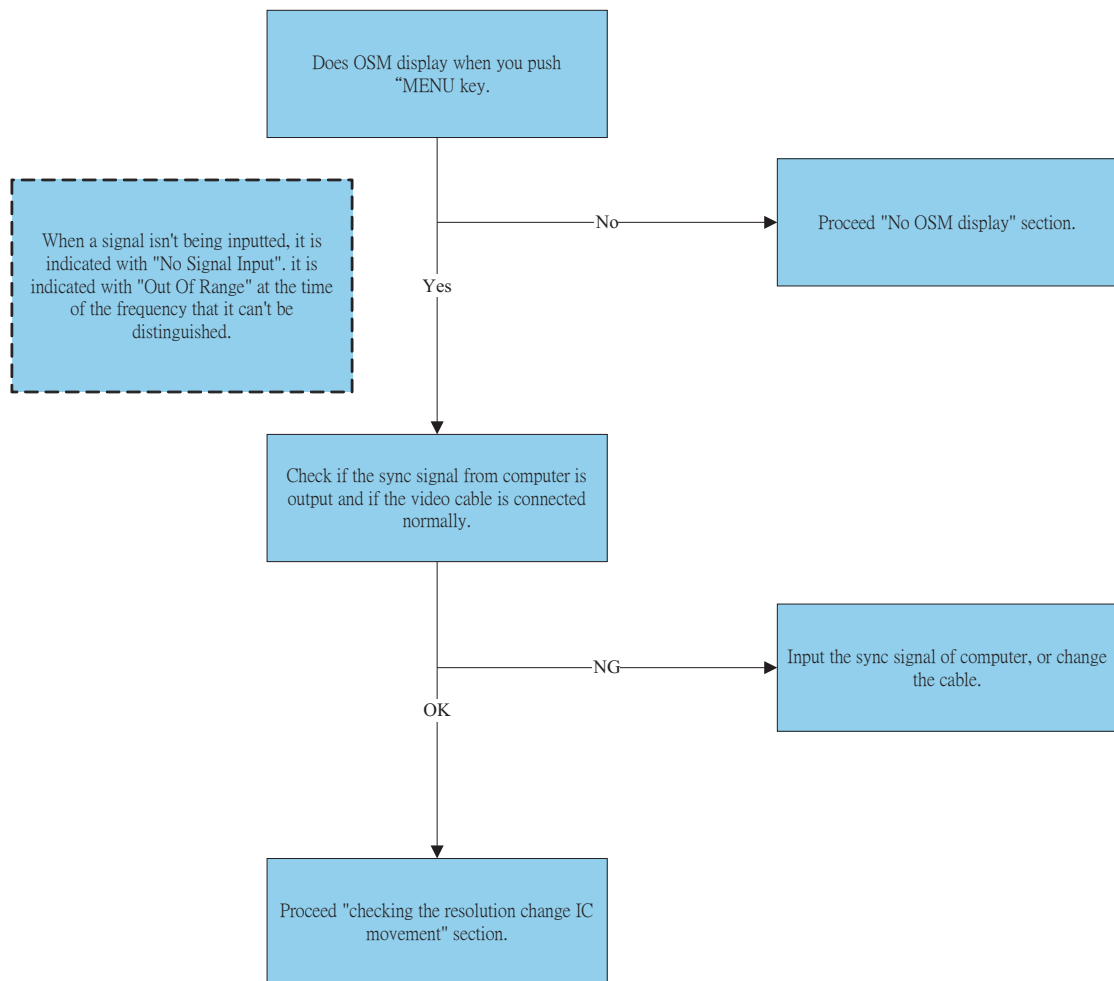 Does OSM display when you push
“MENU key.
No
Proceed "No OSM display" section.
When a signal isn't being inputted, it is
indicated with "No Signal Input". it is
indicated with "Out Of Range" at the time
of the frequency that it can't be
distinguished.
Yes
Check if the sync signal from computer is
output and if the video cable is connected
normally.
NG
Input the sync signal of computer, or change
the cable.
OK
Proceed "checking the resolution change IC
movement" section.